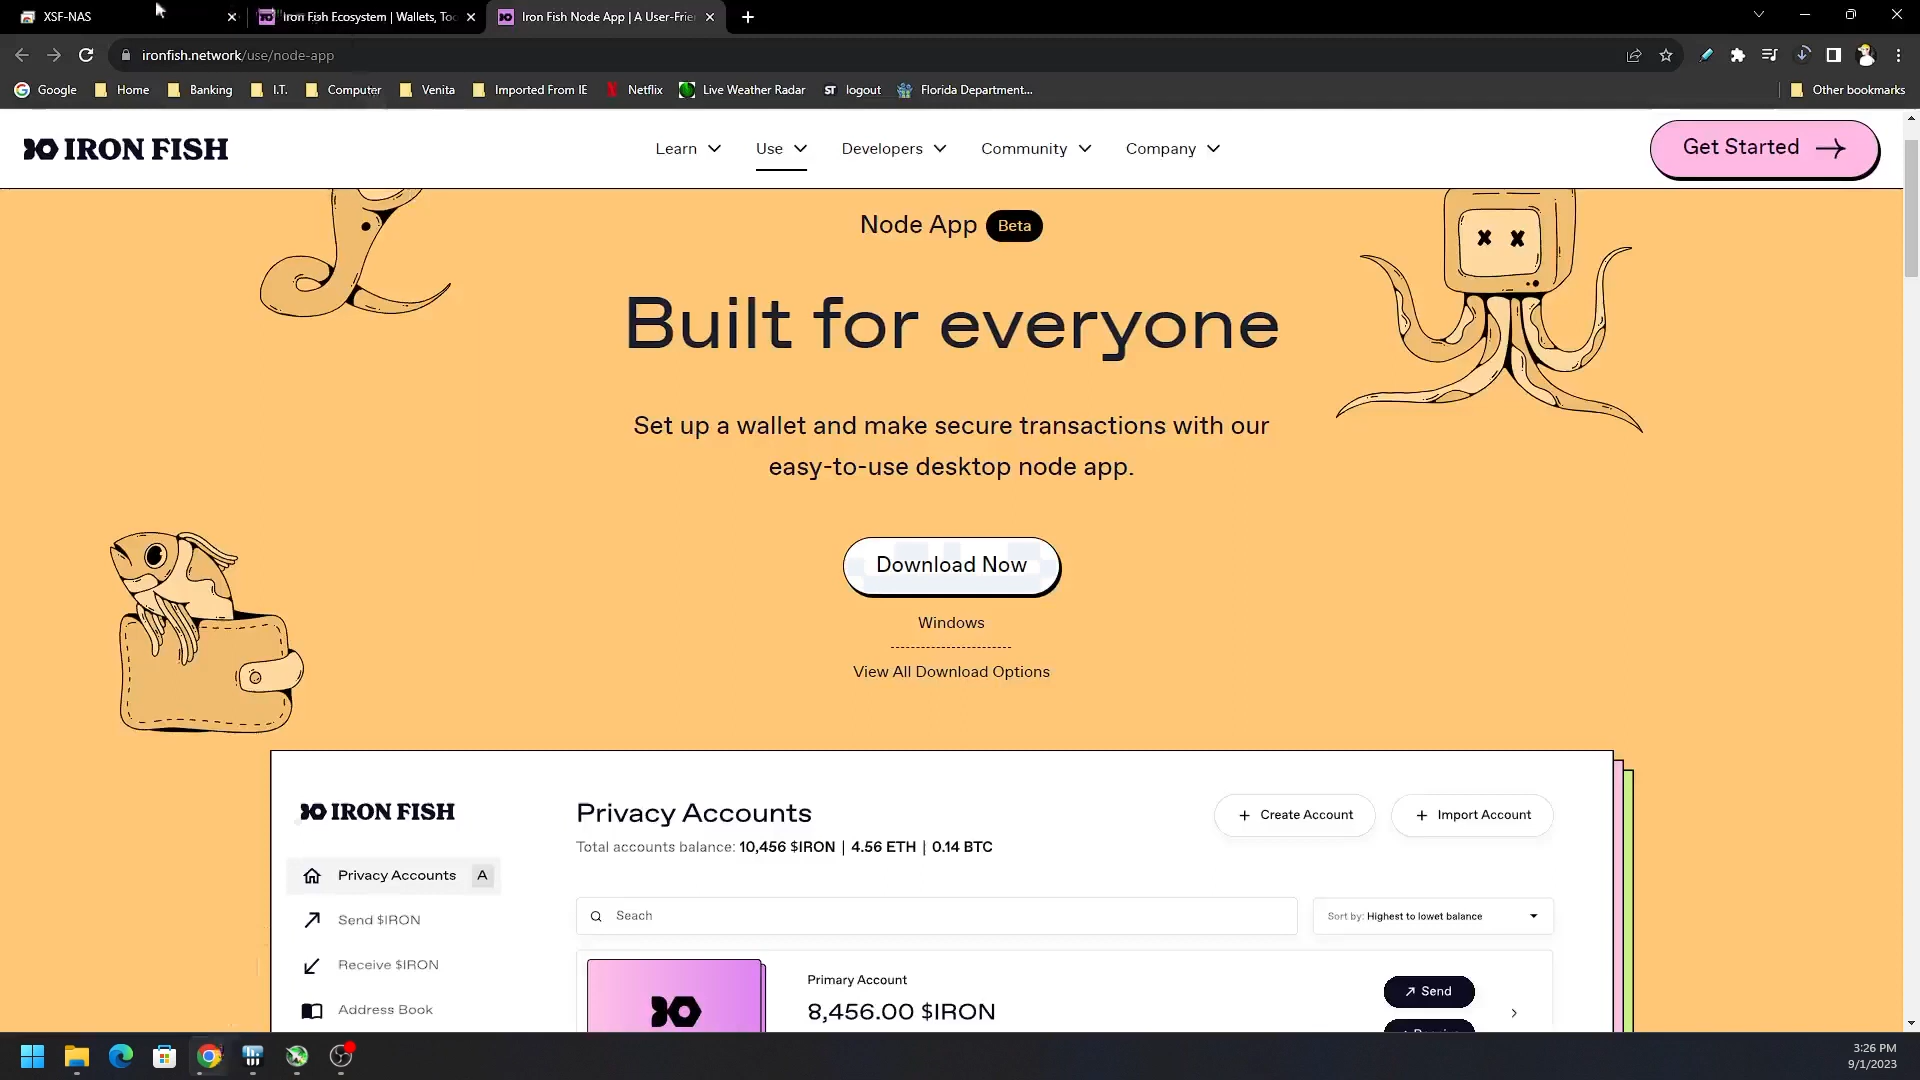 XSF-NAS
Iron Fish Ecosystem | Wallets, Too
Iron Fish Node App | A User-Frie
ironfish.network/use/node-app
Google
Home
Banking
I.T.
Computer
Venita
Imported From IE
Netflix
Live Weather Radar
ST logout
Florida Department...
Other bookmarks
IRON FISH
Learn
Use
Developers
Community
Company
Get Started
Node App Beta
Built for everyone
Set up a wallet and make secure transactions with our
easy-to-use desktop node app.
Download Now
Windows
View All Download Options
IRON FISH
Privacy Accounts A
Send $IRON
Receive $IRON
Address Book
Privacy Accounts
Total accounts balance: 10,456 $IRON | 4.56 ETH | 0.14 BTC
+ Create Account
+ Import Account
Seach
Sort by: Highest to lowet balance
Primary Account
8,456.00 $IRON
Send
3:26 PM
9/1/2023